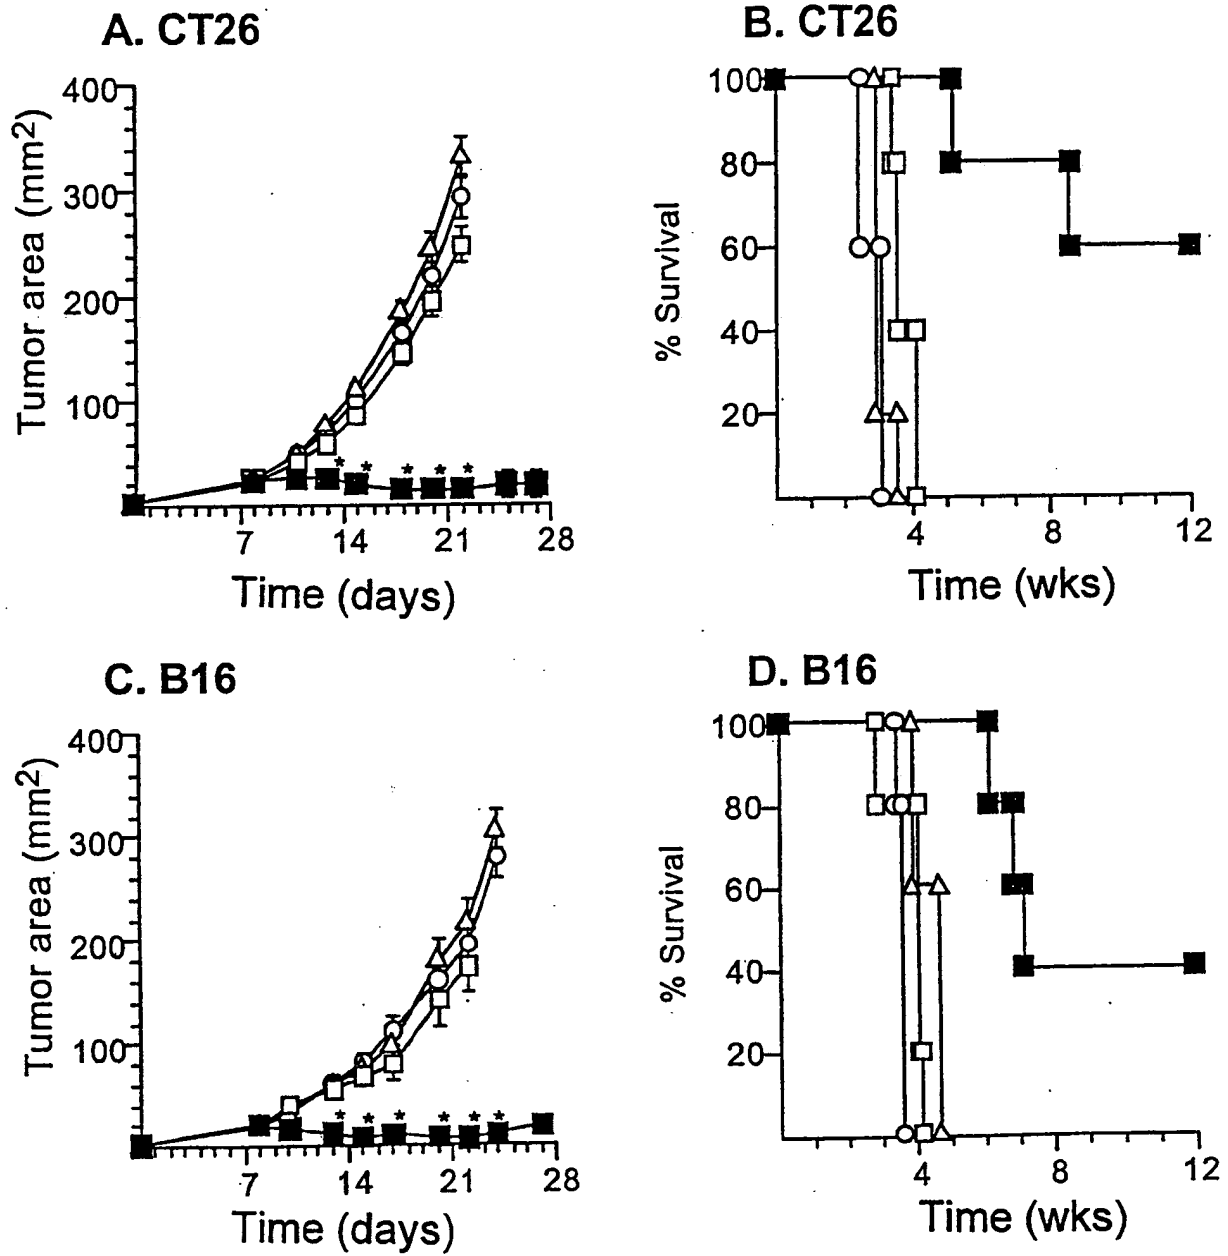 A. CT26
400
300
200
100
Tumor area (mm2)
* * * * *
7 14 21 28
Time (days)
B. CT26
100
80
60
40
20
% Survival
4 8 12
Time (wks)
C. B16
400
300
200
100
Tumor area (mm2)
* * * * * *
7 14 21 28
Time (days)
D. B16
100
80
60
40
20
% Survival
4 8 12
Time (wks)